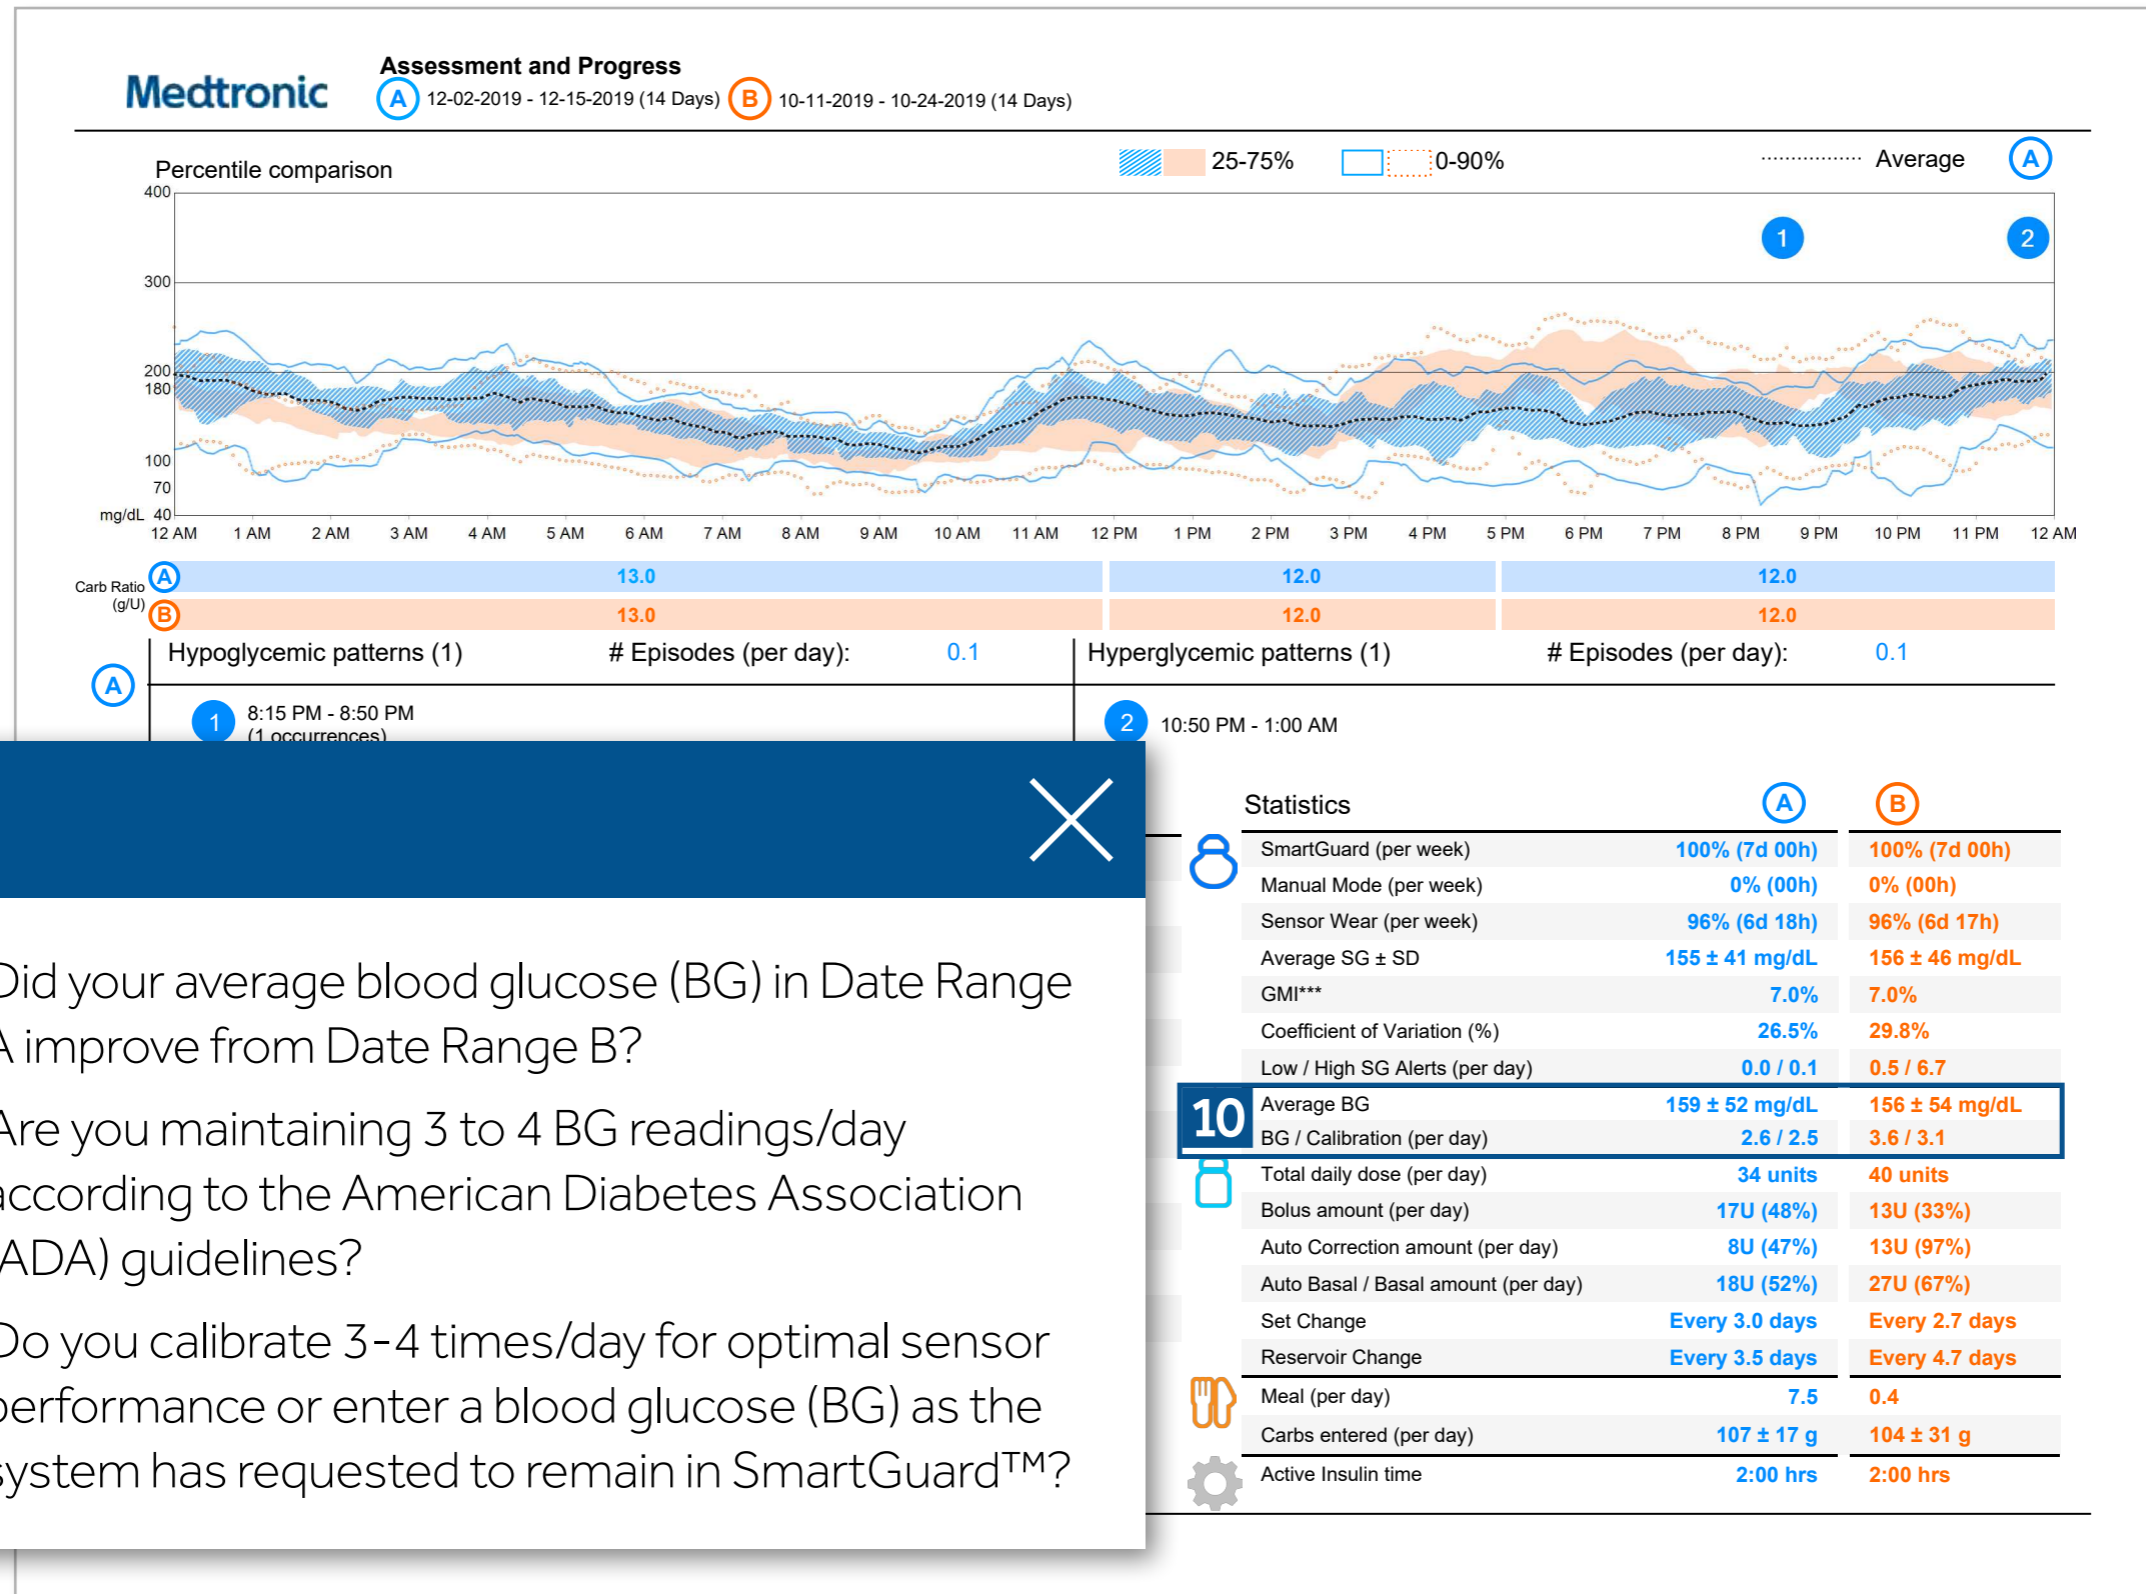 Medtronic
Assessment and Progress
A 12-02-2019 - 12-15-2019 (14 Days) B 10-11-2019 - 10-24-2019 (14 Days)
Percentile comparison
25-75%
0-90%
Average A
400
300
200
180
100
70
mg/dL 40
1 2
12 AM 1 AM 2 AM 3 AM 4 AM 5 AM 6 AM 7 AM 8 AM 9 AM 10 AM 11 AM 12 PM 1 PM 2 PM 3 PM 4 PM 5 PM 6 PM 7 PM 8 PM 9 PM 10 PM 11 PM 12 AM
Carb Ratio
(g/U)
A 13.0 12.0 12.0
B 13.0 12.0 12.0
A
Hypoglycemic patterns (1) # Episodes (per day): 0.1
1 8:15 PM - 8:50 PM
(1 occurrences)
Hyperglycemic patterns (1) # Episodes (per day): 0.1
2 10:50 PM - 1:00 AM
Did your average blood glucose (BG) in Date Range
A improve from Date Range B?
Are you maintaining 3 to 4 BG readings/day
according to the American Diabetes Association
(ADA) guidelines?
Do you calibrate 3-4 times/day for optimal sensor
performance or enter a blood glucose (BG) as the
system has requested to remain in SmartGuard™?
Statistics A B
SmartGuard (per week) 100% (7d 00h) 100% (7d 00h)
Manual Mode (per week) 0% (00h) 0% (00h)
Sensor Wear (per week) 96% (6d 18h) 96% (6d 17h)
Average SG ± SD 155 ± 41 mg/dL 156 ± 46 mg/dL
GMI*** 7.0% 7.0%
Coefficient of Variation (%) 26.5% 29.8%
Low / High SG Alerts (per day) 0.0 / 0.1 0.5 / 6.7
10
Average BG 159 ± 52 mg/dL 156 ± 54 mg/dL
BG / Calibration (per day) 2.6 / 2.5 3.6 / 3.1
Total daily dose (per day) 34 units 40 units
Bolus amount (per day) 17U (48%) 13U (33%)
Auto Correction amount (per day) 8U (47%) 13U (97%)
Auto Basal / Basal amount (per day) 18U (52%) 27U (67%)
Set Change Every 3.0 days Every 2.7 days
Reservoir Change Every 3.5 days Every 4.7 days
Meal (per day) 7.5 0.4
Carbs entered (per day) 107 ± 17 g 104 ± 31 g
Active Insulin time 2:00 hrs 2:00 hrs